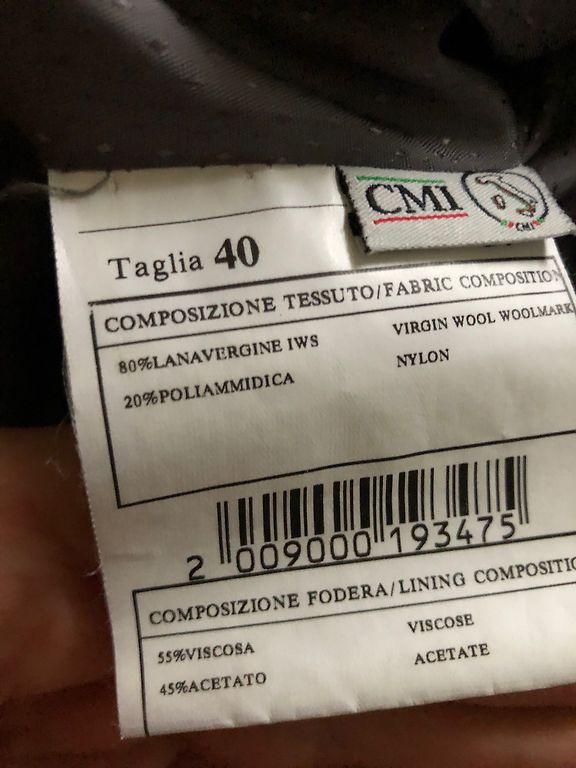 CMI
CMI
Taglia 40
COMPOSIZIONE TESSUTO/FABRIC COMPOSITION
80%LANAVERGINE IWS VIRGIN WOOL WOOLMARK
20%POLIAMMIDICA NYLON
2 009000 193475
COMPOSIZIONE FODERA/LINING COMPOSITIO
55%VISCOSA VISCOSE
45%ACETATO ACETATE